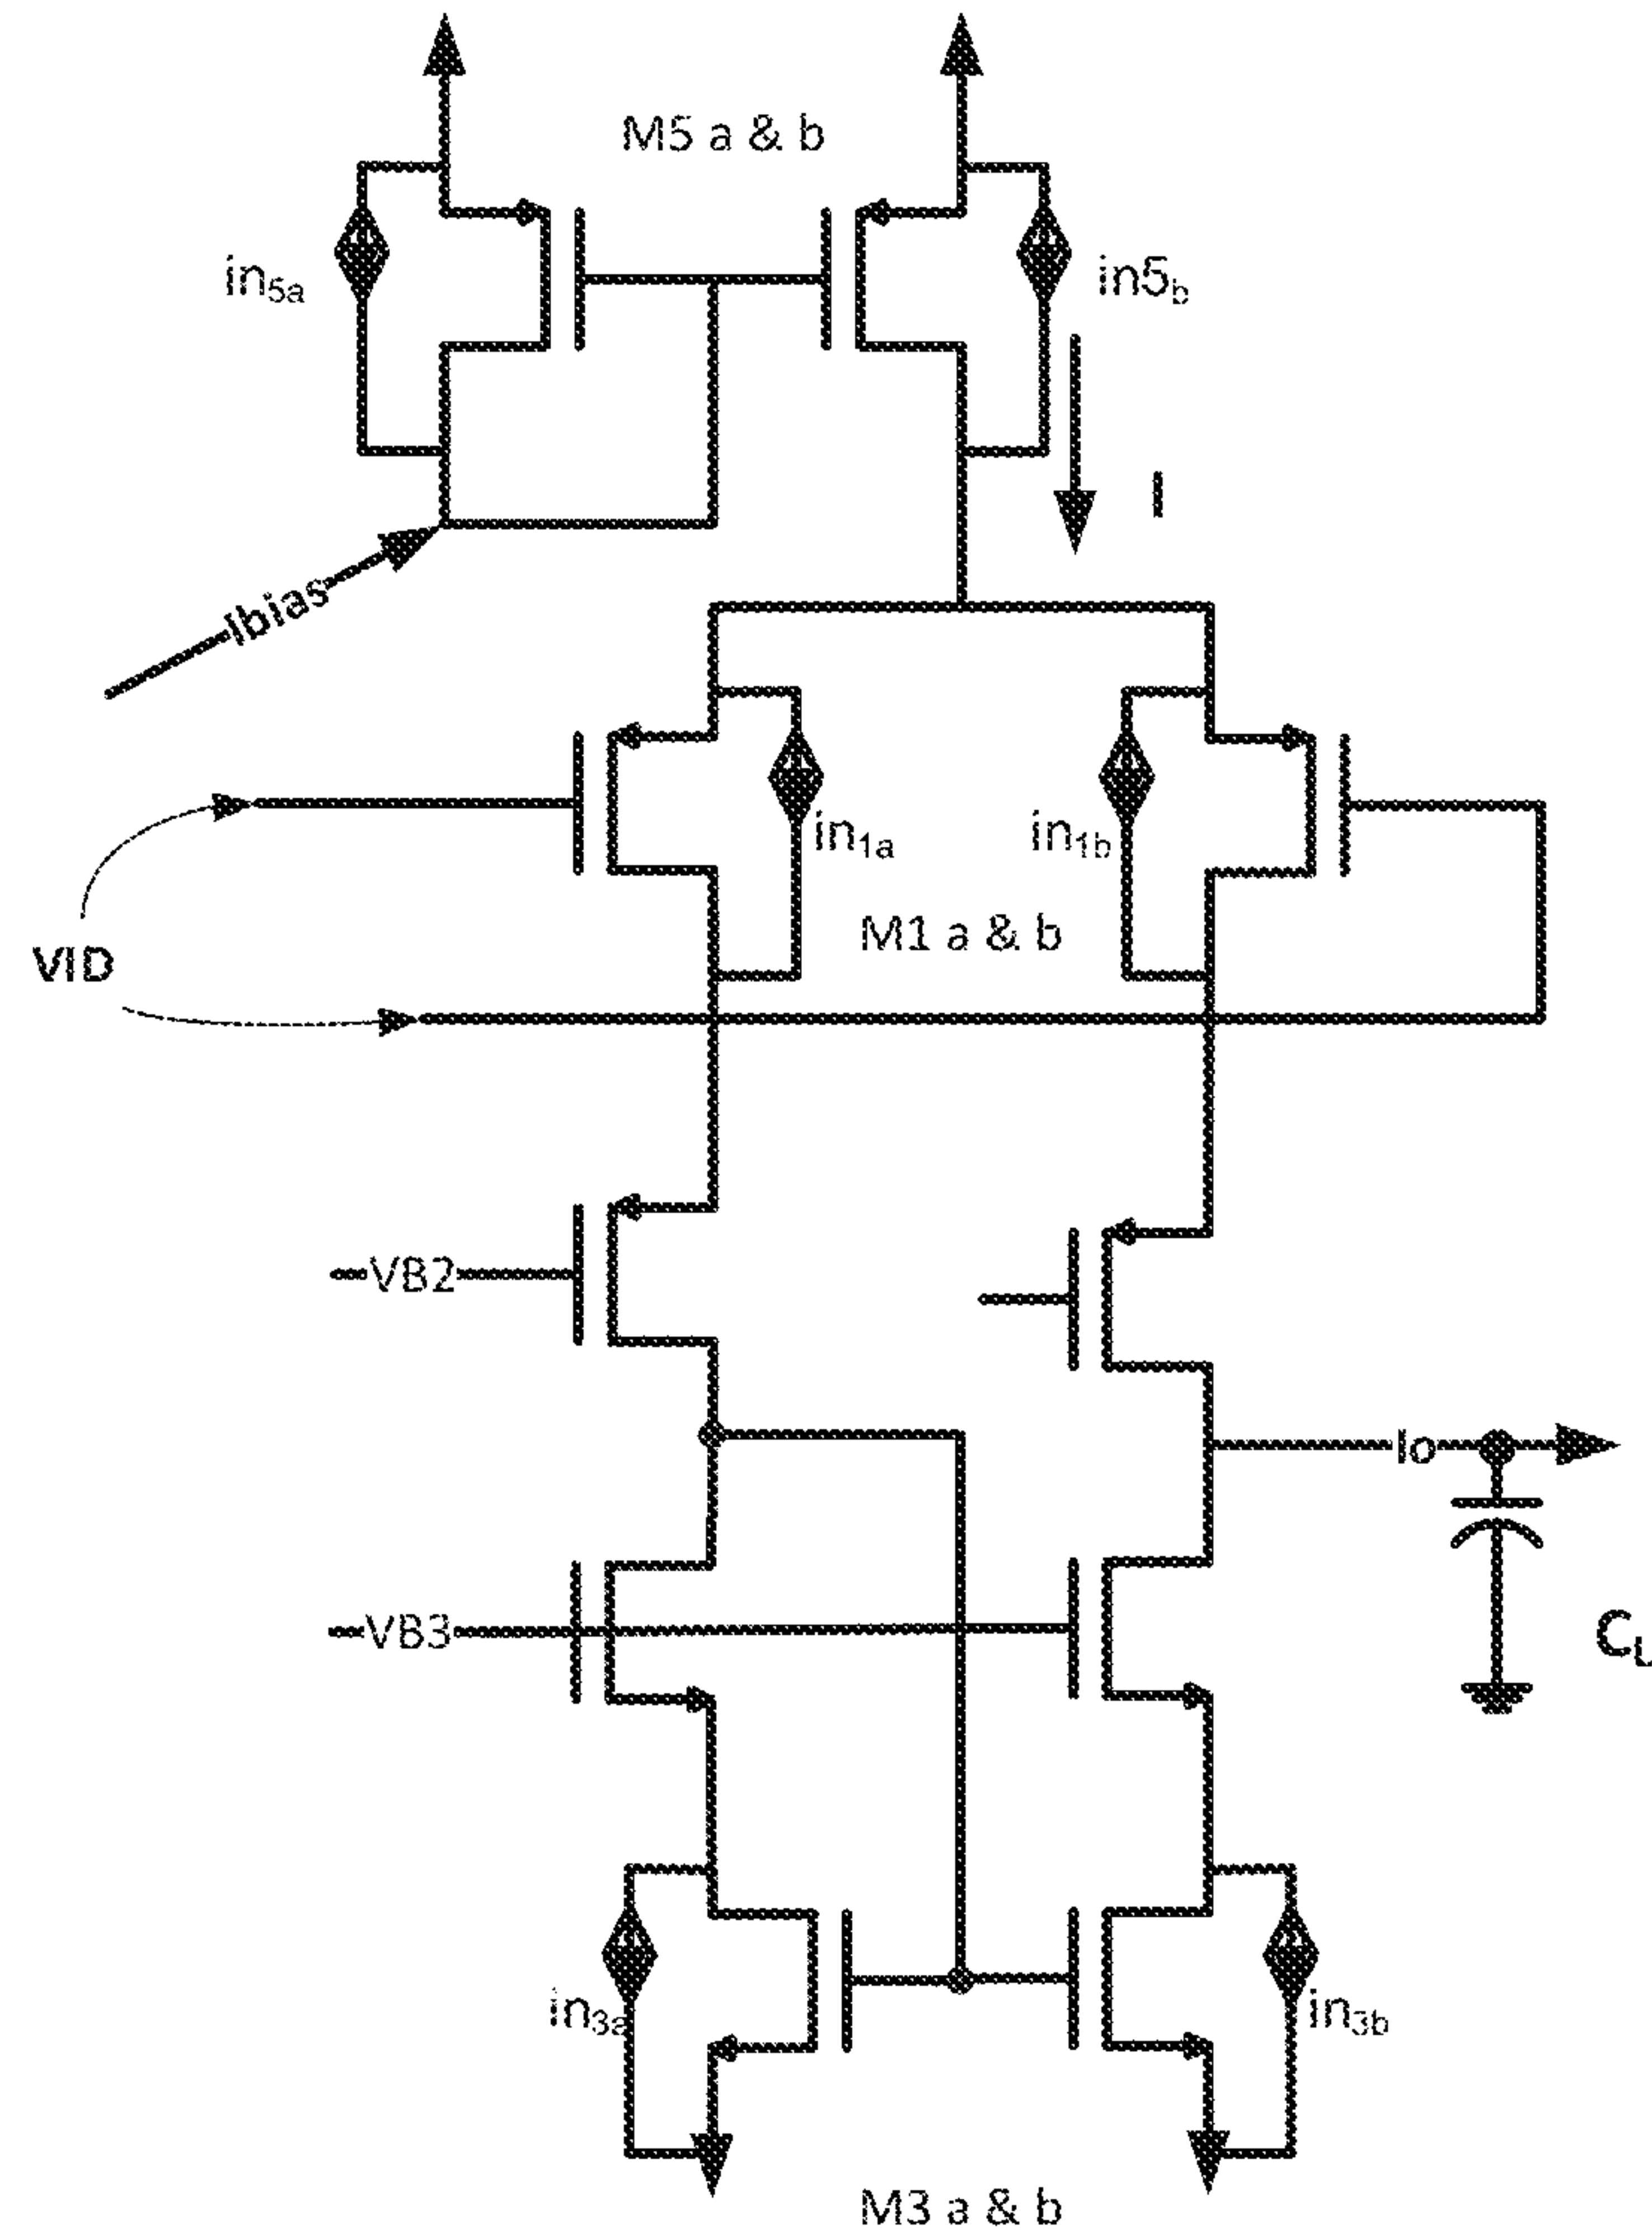 M5 a & b
in5a
in5b
I
Ibias
in1a
in1b
M1 a & b
VID
VB2
Io
VB3
CL
in3a
in3b
M3 a & b